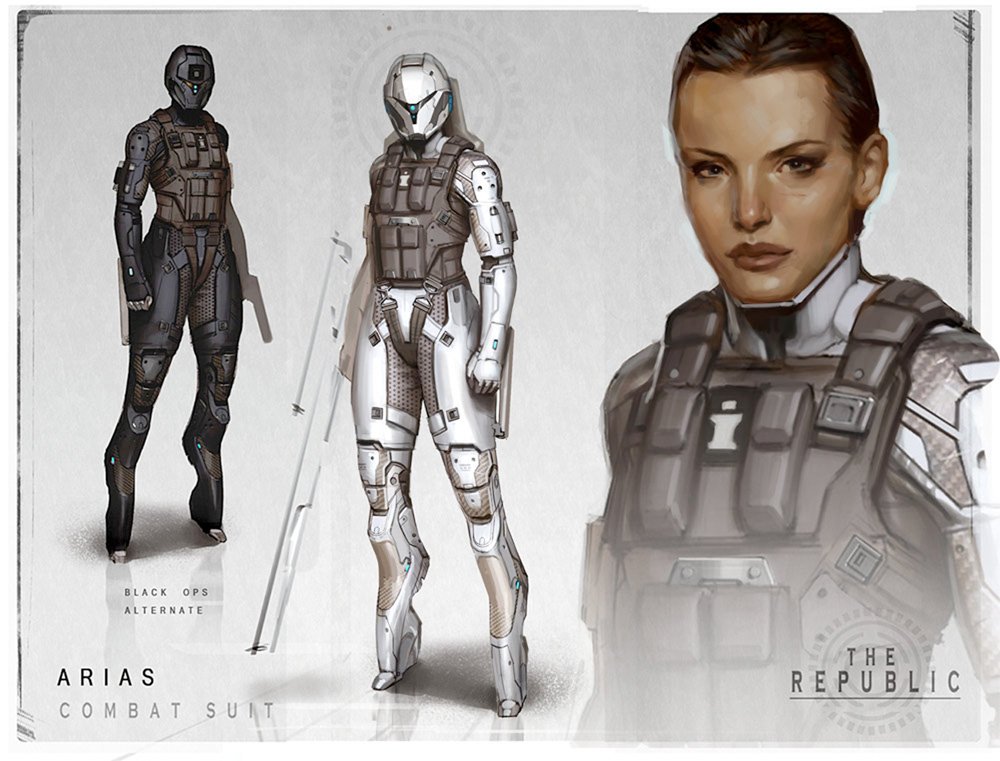 BLACK OPS
ALTERNATE
ARIAS
COMBAT SUIT
THE
REPUBLIC